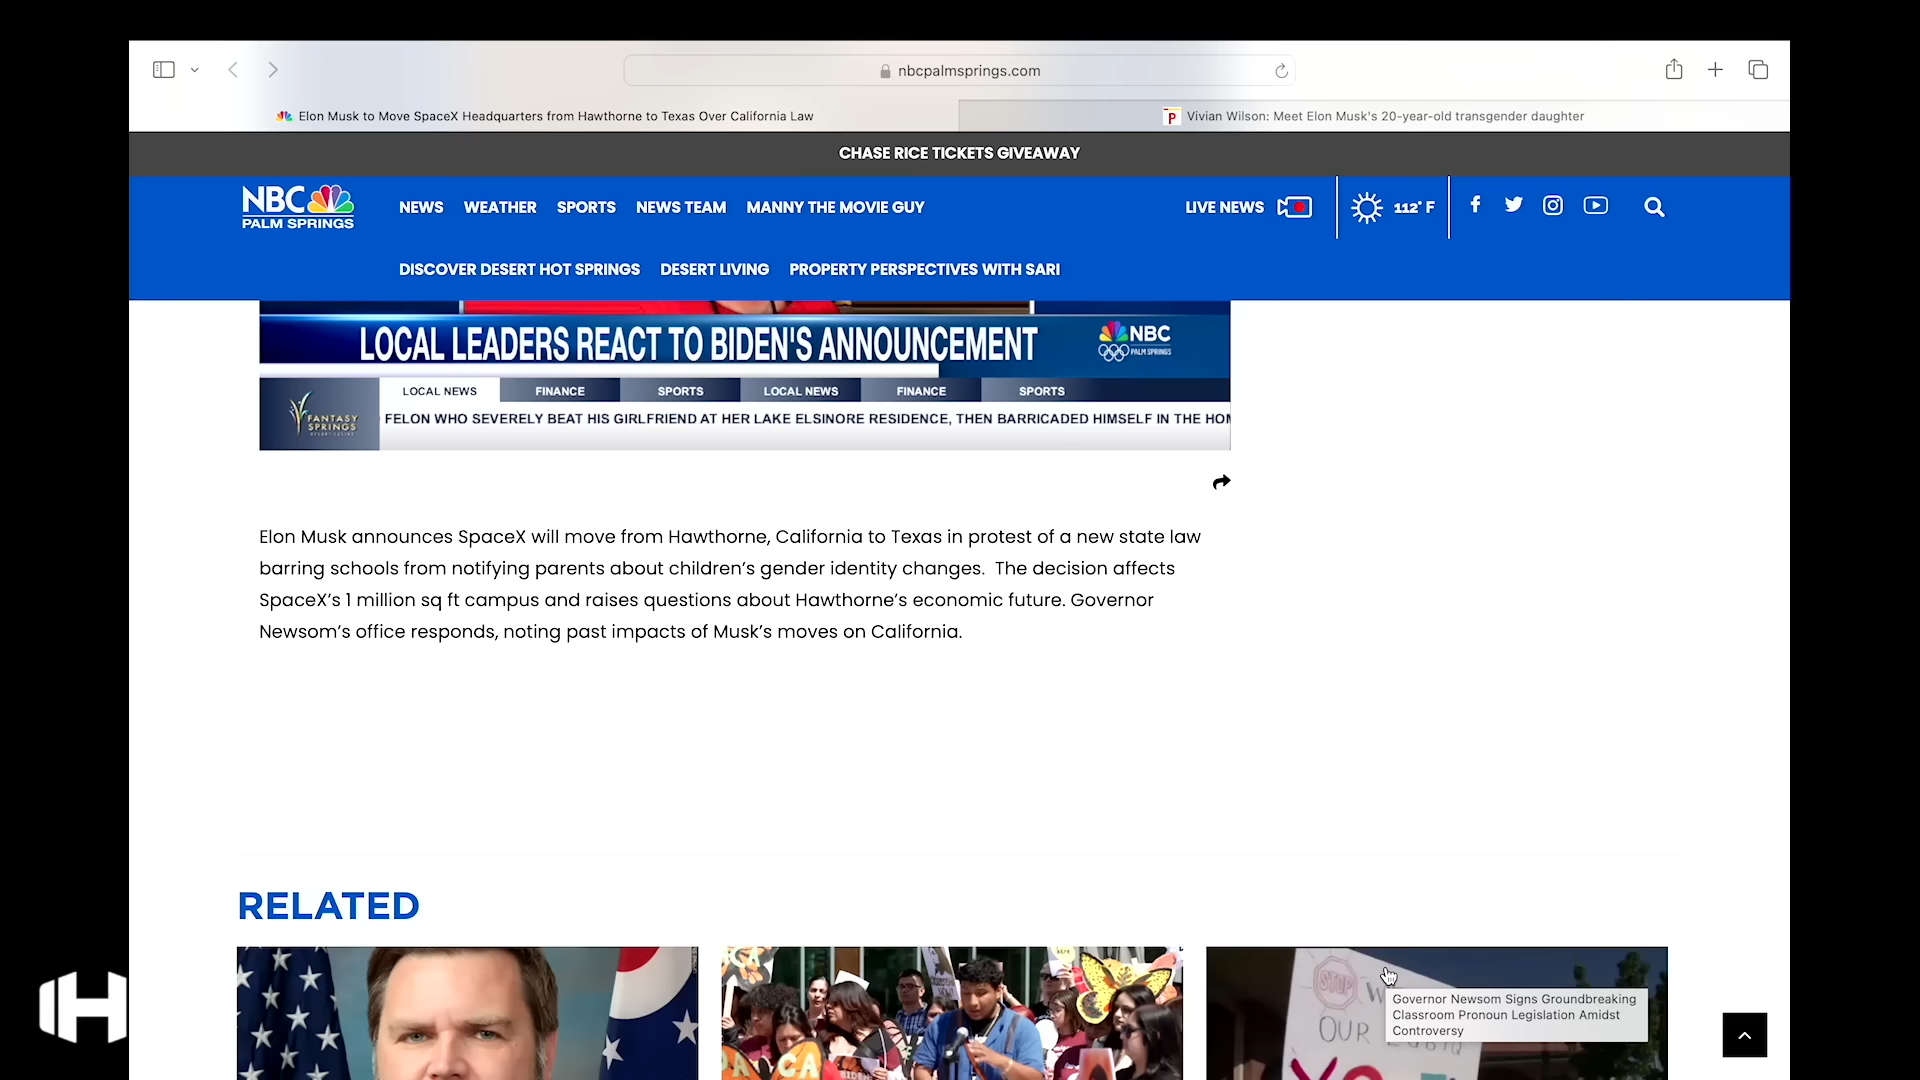 nbcpalmsprings.com
Elon Musk to Move SpaceX Headquarters from Hawthorne to Texas Over California Law
P Vivian Wilson: Meet Elon Musk's 20-year-old transgender daughter
CHASE RICE TICKETS GIVEAWAY
NBC
PALM SPRINGS
NEWS WEATHER SPORTS NEWS TEAM MANNY THE MOVIE GUY
LIVE NEWS 112° F
DISCOVER DESERT HOT SPRINGS DESERT LIVING PROPERTY PERSPECTIVES WITH SARI
LOCAL LEADERS REACT TO BIDEN'S ANNOUNCEMENT
NBC
PALM SPRINGS
LOCAL NEWS FINANCE SPORTS LOCAL NEWS FINANCE SPORTS
FANTASY
SPRINGS
FELON WHO SEVERELY BEAT HIS GIRLFRIEND AT HER LAKE ELSINORE RESIDENCE, THEN BARRICADED HIMSELF IN THE
Elon Musk announces SpaceX will move from Hawthorne, California to Texas in protest of a new state law
barring schools from notifying parents about children's gender identity changes. The decision affects
SpaceX's 1 million sq ft campus and raises questions about Hawthorne's economic future. Governor
Newsom's office responds, noting past impacts of Musk's moves on California.
RELATED
STOP
OUR
Governor Newsom Signs Groundbreaking
Classroom Pronoun Legislation Amidst
Controversy
H